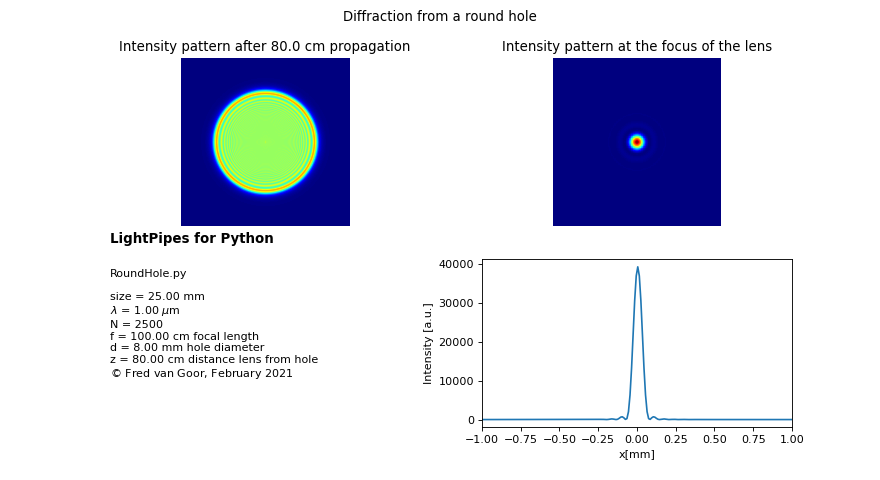 Diffraction from a round hole
Intensity pattern after 80.0 cm propagation
Intensity pattern at the focus of the lens
LightPipes for Python
RoundHole.py
size = 25.00 mm
λ = 1.00 μm
N = 2500
f = 100.00 cm focal length
d = 8.00 mm hole diameter
z = 80.00 cm distance lens from hole
© Fred van Goor, February 2021
Intensity [a.u.]
40000
30000
20000
10000
0
−1.00 −0.75 −0.50 −0.25 0.00 0.25 0.50 0.75 1.00
x[mm]